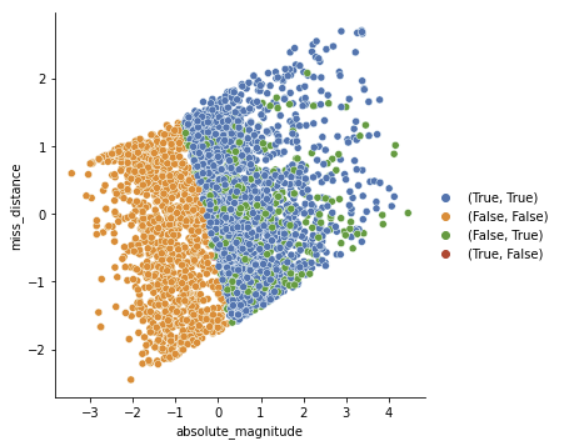 2
1
0
−1
−2
miss_distance
−3
−2
−1
0
1
2
3
4
absolute_magnitude
(True, True)
(False, False)
(False, True)
(True, False)